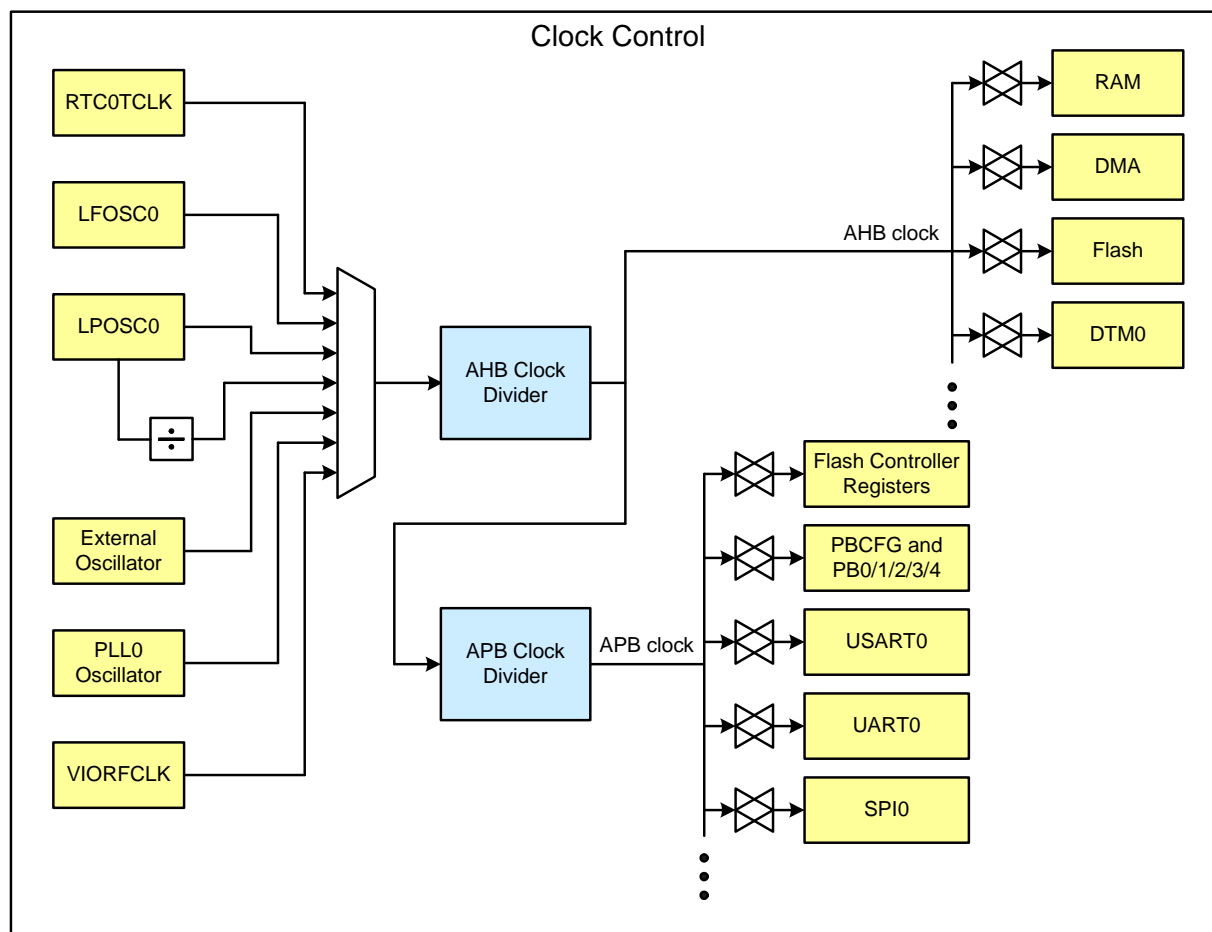 Clock Control
RTC0TCLK
LFOSC0
LPOSC0
External
Oscillator
PLL0
Oscillator
VIORFCLK
AHB Clock
Divider
APB Clock
Divider
AHB clock
RAM
DMA
Flash
DTM0
APB clock
Flash Controller
Registers
PBCFG and
PB0/1/2/3/4
USART0
UART0
SPI0